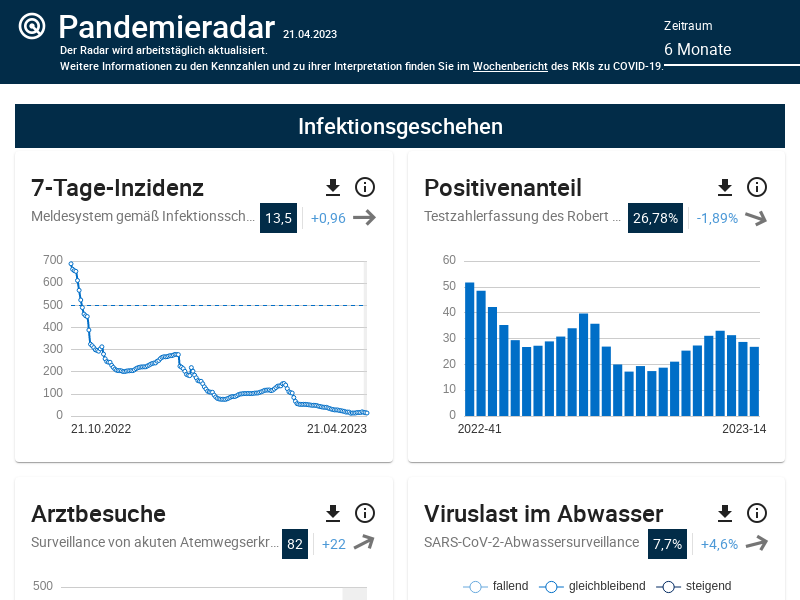 Pandemieradar 21.04.2023
Der Radar wird arbeitstäglich aktualisiert.
Weitere Informationen zu den Kennzahlen und zu ihrer Interpretation finden Sie im Wochenbericht des RKIs zu COVID-19.
Zeitraum
6 Monate
Infektionsgeschehen
7-Tage-Inzidenz
Meldesystem gemäß Infektionssch... 13,5 +0,96
700
600
500
400
300
200
100
0
21.10.2022 21.04.2023
Positivenanteil
Testzahlerfassung des Robert ... 26,78% -1,89%
60
50
40
30
20
10
0
2022-41 2023-14
Arztbesuche
Surveillance von akuten Atemwegserkr... 82 +22
500
Viruslast im Abwasser
SARS-CoV-2-Abwassersurveillance 7,7% +4,6%
fallend gleichbleibend steigend